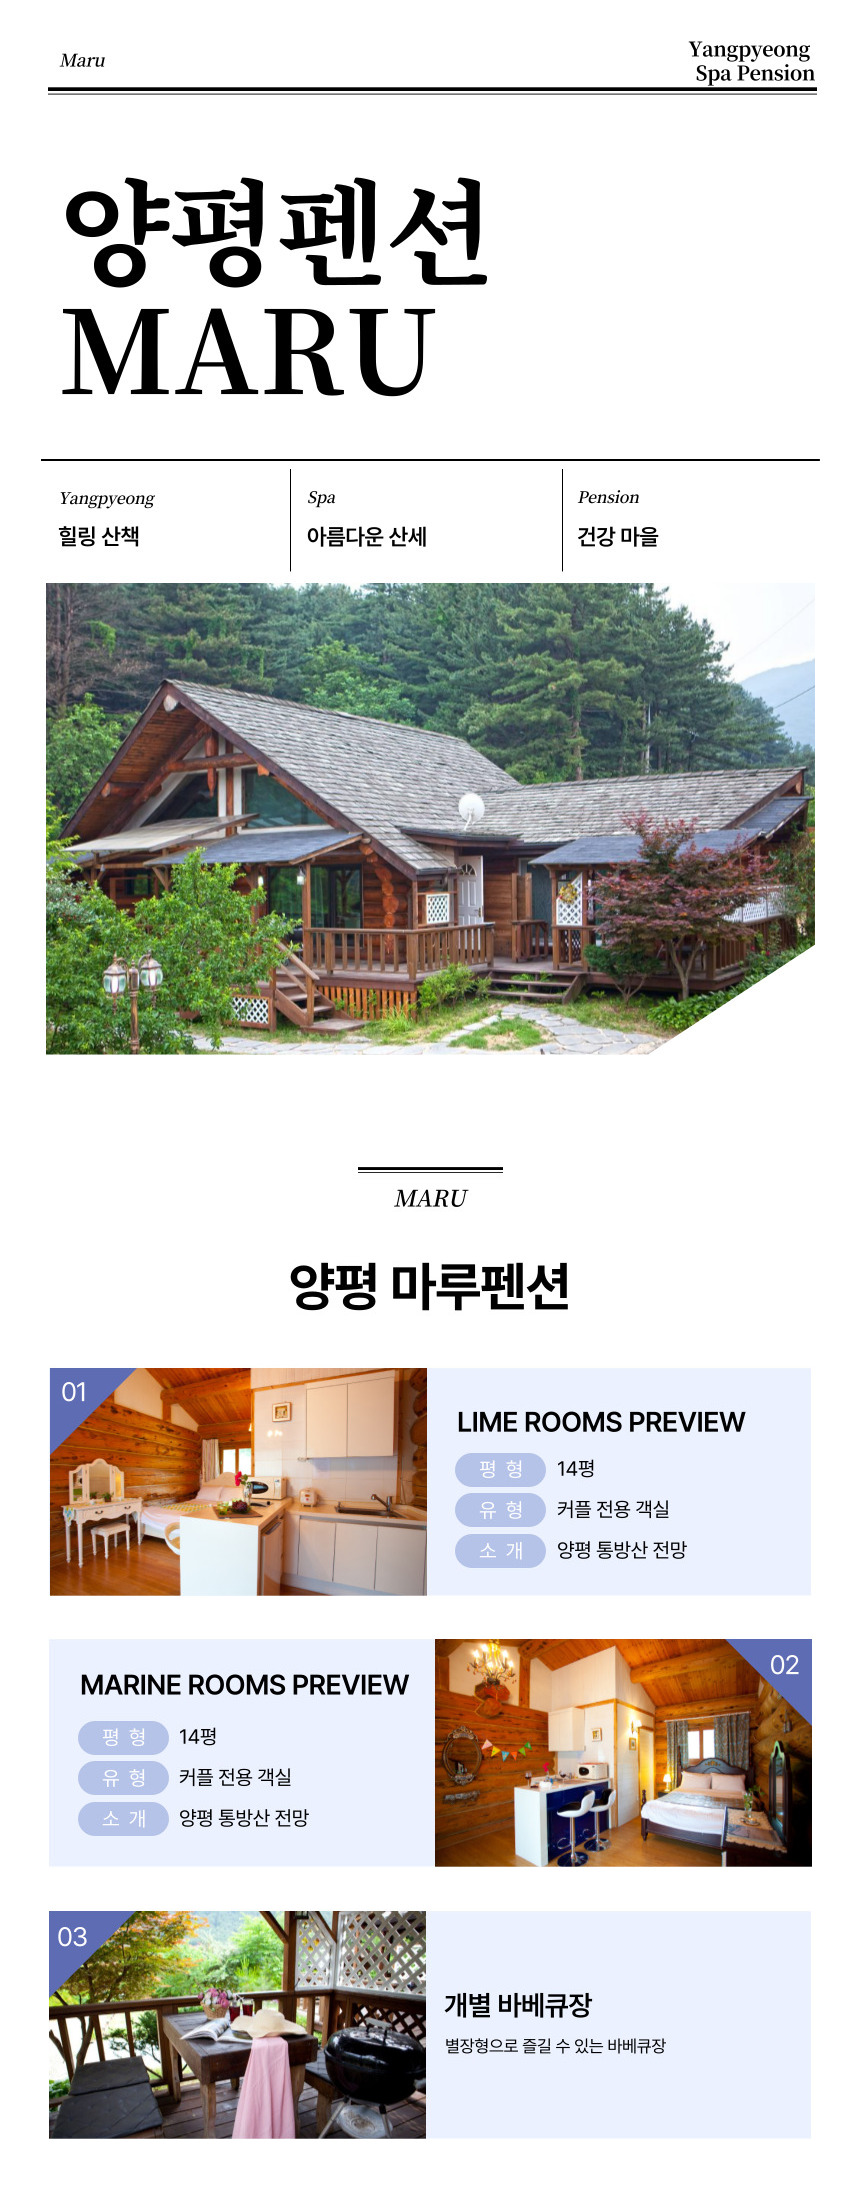 Maru
Yangpyeong
Spa Pension
양평펜션
MARU
Yangpyeong
힐링 산책
Spa
아름다운 산세
Pension
건강 마을
MARU
양평 마루펜션
01
LIME ROOMS PREVIEW
평 형 14평
유 형 커플 전용 객실
소 개 양평 통방산 전망
MARINE ROOMS PREVIEW
평 형 14평
유 형 커플 전용 객실
소 개 양평 통방산 전망
02
03
개별 바베큐장
별장형으로 즐길 수 있는 바베큐장